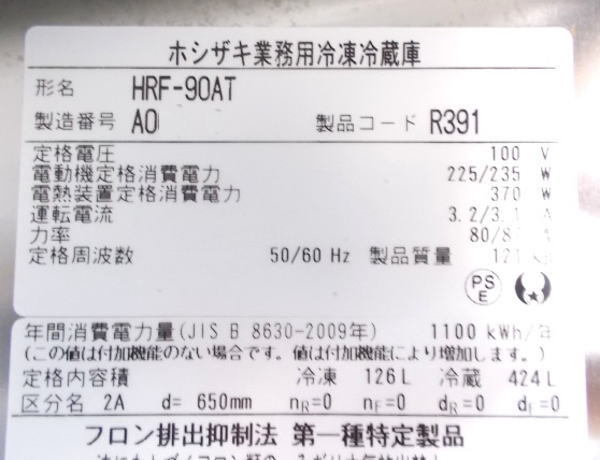 ホシザキ業務用冷凍冷蔵庫
形名 HRF-90AT
製造番号 A0 製品コード R391
定格電圧 100 V
電動機定格消費電力 225/235 W
電熱装置定格消費電力 370 W
運転電流 3.2/3. A
力率 80/8
定格周波数 50/60 Hz 製品質量 121 kg
PS E
年間消費電力量(JIS B 8630-2009年) 1100 kWh/年
(この値は付加機能のない場合です。値は付加機能により増加します。)
定格内容積 冷凍 126L 冷蔵 424L
区分名 2A d= 650mm nR=0 nF=0 dR=0 dF=0
フロン排出抑制法 第一種特定製品